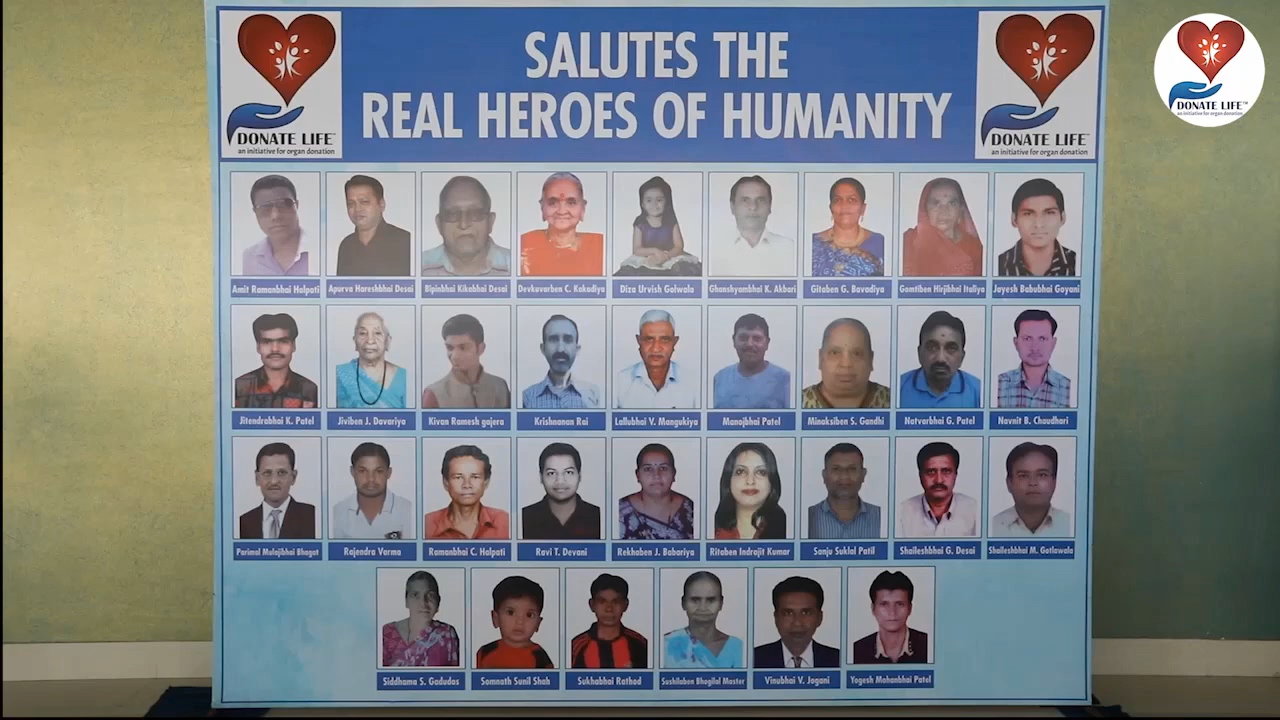 SALUTES THE
REAL HEROES OF HUMANITY
DONATE LIFE
an initiative for organ donation
DONATE LIFE
an initiative for organ donation
DONATE LIFE™
an initiative for organ donation
Amit Ramanbhai Halpati
Apurva Hareshbhai Desai
Bipinbhai Kikabhai Desai
Devkuvarben C. Kakadiya
Diza Urvish Golwala
Ghanshyambhai K. Akbari
Gitaben G. Bavadiya
Gomtiben Hirjibhai Italiya
Jayesh Babubhai Gayani
Jitendrabhai K. Patel
Jiviben J. Davariya
Kivan Ramesh gajera
Krishnanan Rai
Lallubhai V. Mangukiya
Manojbhai Patel
Minaksiben S. Gandhi
Natvarbhai G. Patel
Navnit B. Chaudhari
Parimal Mulajibhai Bhagat
Rajendra Varma
Ramanbhai C. Halpati
Ravi T. Devani
Rekhaben J. Babariya
Ritaben Indrajit Kumar
Sanju Suklal Patil
Shaileshbhai G. Desai
Shaileshbhai M. Gotlawala
Siddhama S. Gadudas
Somnath Sunil Shah
Sukhabhai Rathod
Sushilaben Bhogilal Master
Vinubhai V. Jogani
Yogesh Mohanbhai Patel